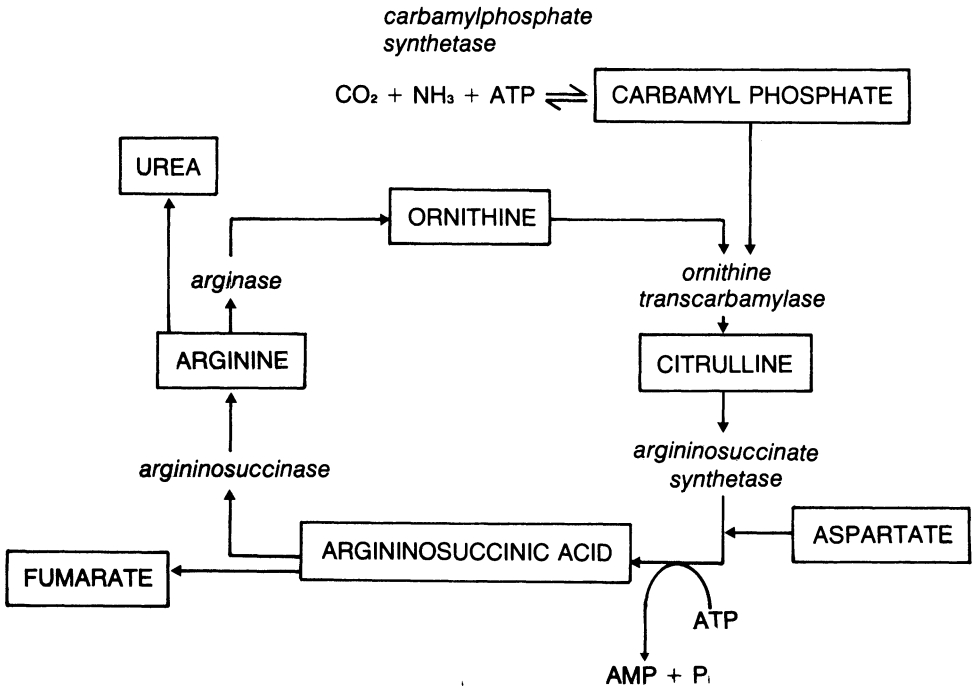 carbamylphosphate
synthetase
CO₂ + NH₃ + ATP ⇌ CARBAMYL PHOSPHATE
UREA
ORNITHINE
arginase
ornithine
transcarbamylase
ARGININE
CITRULLINE
argininosuccinase
argininosuccinate
synthetase
ARGININOSUCCINIC ACID
ASPARTATE
FUMARATE
ATP
AMP + Pᵢ